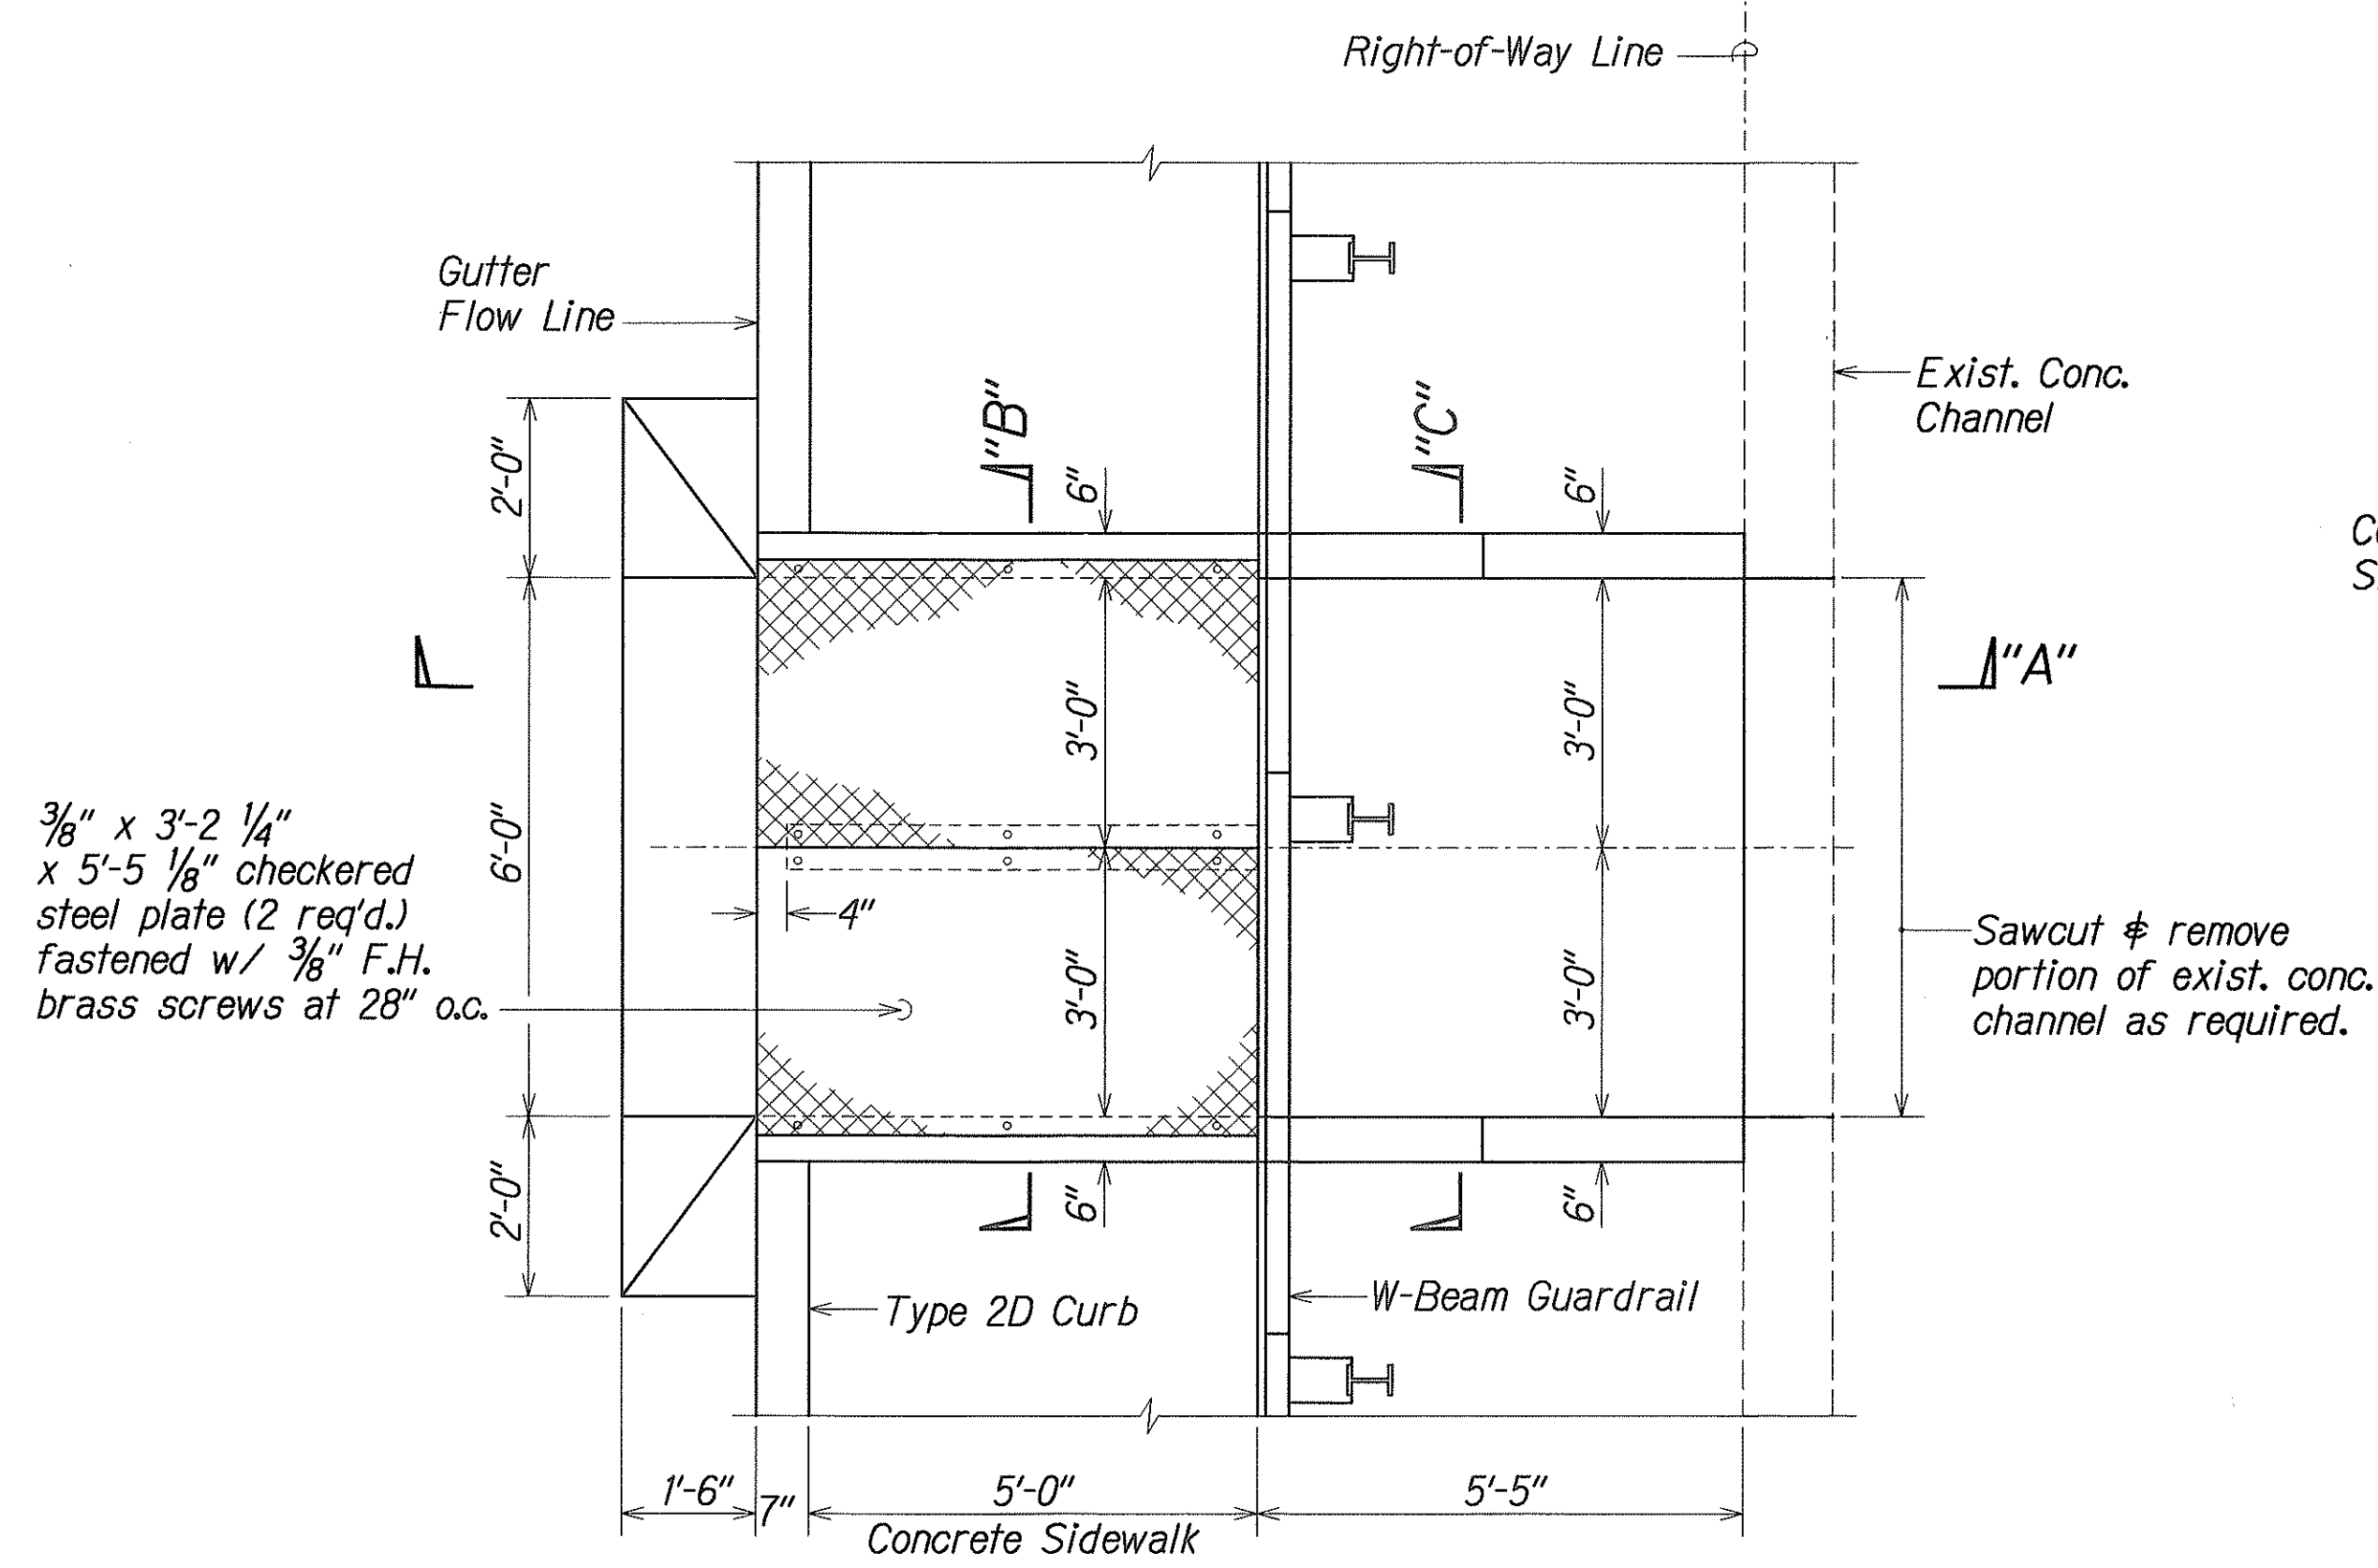 Right-of-Way Line
Gutter
Flow Line
Exist. Conc.
Channel
"B"
"C"
2'-0"
6"
6"
"A"
3'-0"
3'-0"
3/8" x 3'-2 1/4"
x 5'-5 1/8" checkered
steel plate (2 req'd.)
fastened w/ 3/8" F.H.
brass screws at 28" o.c.
6'-0"
4"
3'-0"
3'-0"
Sawcut & remove
portion of exist. conc.
channel as required.
2'-0"
6"
6"
Type 2D Curb
W-Beam Guardrail
1'-6"
7"
5'-0"
5'-5"
Concrete Sidewalk